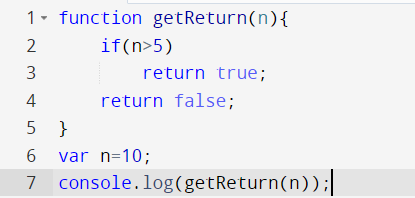 1 function getReturn(n){
2     if(n>5)
3         return true;
4     return false;
5 }
6 var n=10;
7 console.log(getReturn(n));